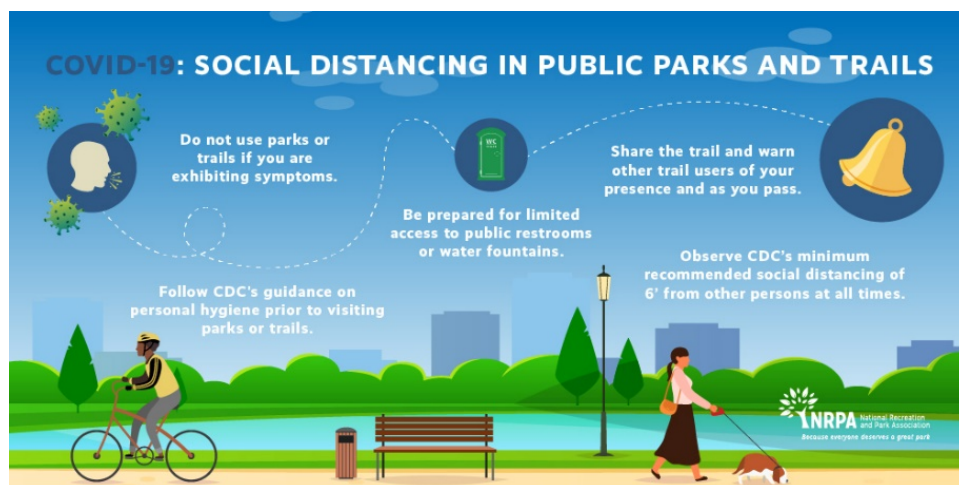 COVID-19: SOCIAL DISTANCING IN PUBLIC PARKS AND TRAILS
Do not use parks or
trails if you are
exhibiting symptoms.
Follow CDC's guidance on
personal hygiene prior to visiting
parks or trails.
WC
Be prepared for limited
access to public restrooms
or water fountains.
Share the trail and warn
other trail users of your
presence and as you pass.
Observe CDC's minimum
recommended social distancing of
6' from other persons at all times.
NRPA National Recreation
and Park Association
Because everyone deserves a great park